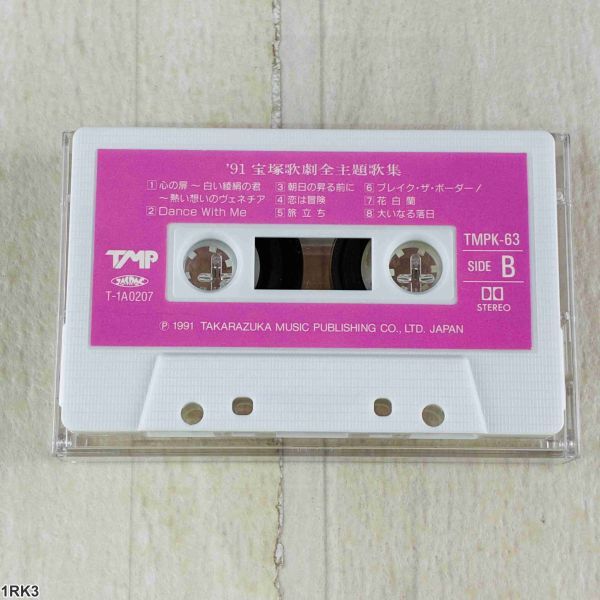 '91 宝塚歌劇全主題歌集
1 心の扉〜白い綾絹の君
〜熱い想いのヴェネチア
2 Dance With Me
3 朝日の昇る前に
4 恋は冒険
5 旅立ち
6 ブレイク・ザ・ボーダー!
7 花白蘭
8 大いなる落日
TMP
T-1A0207
TMPK-63
SIDE B
STEREO
Ⓟ 1991 TAKARAZUKA MUSIC PUBLISHING CO., LTD. JAPAN
1RK3